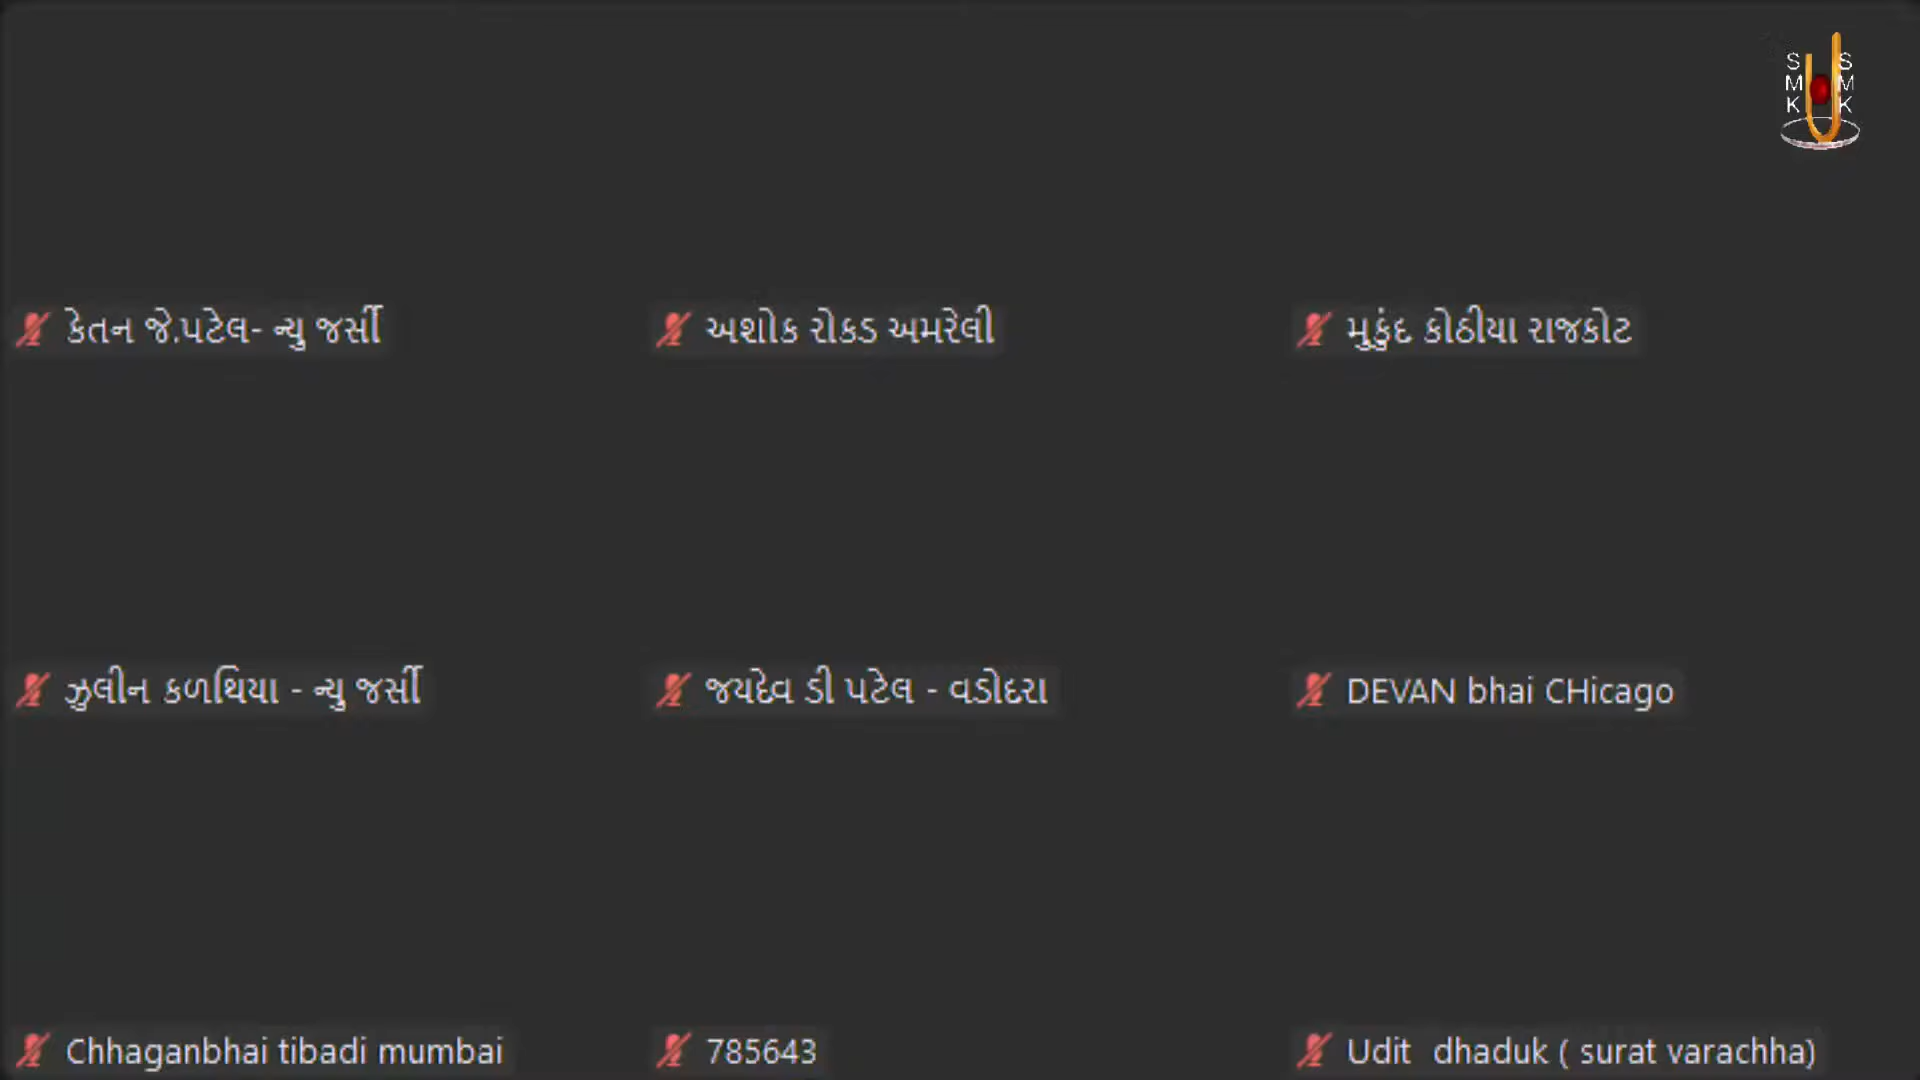 S S
M M
K K
કેતન જે.પટેલ- ન્યુ જર્સી
અશોક રોકડ અમરેલી
મુકુંદ કોઠીયા રાજકોટ
ઝુલીન કળથિયા - ન્યુ જર્સી
જયદેવ ડી પટેલ - વડોદરા
DEVAN bhai CHicago
Chhaganbhai tibadi mumbai
785643
Udit  dhaduk ( surat varachha)